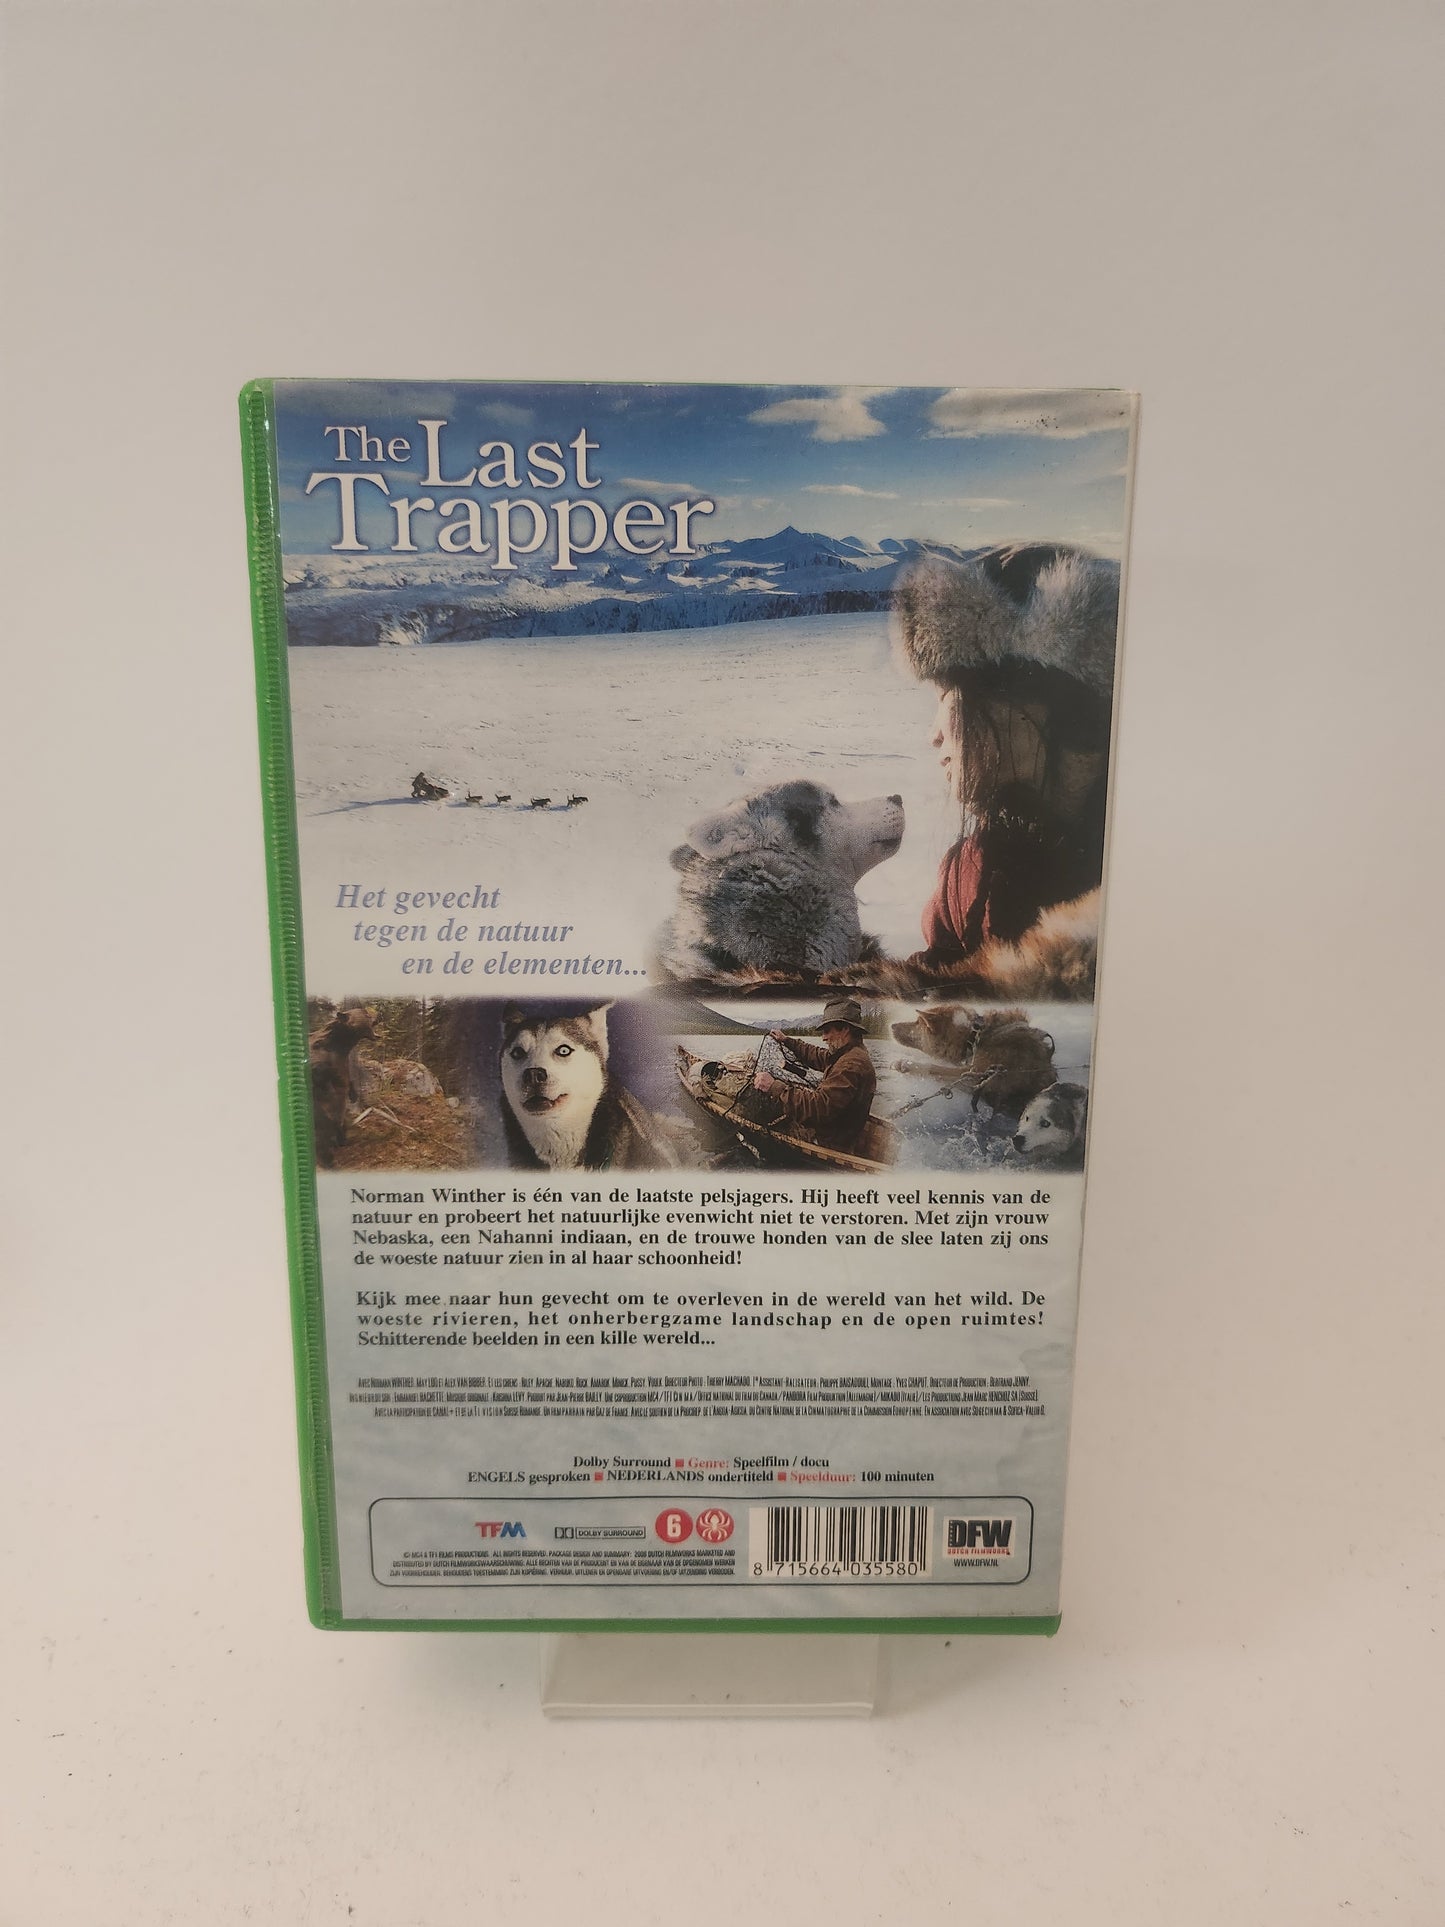 The Last
Trapper
Het gevecht
tegen de natuur
en de elementen...
Norman Winther is één van de laatste pelsjagers. Hij heeft veel kennis van de
natuur en probeert het natuurlijke evenwicht niet te verstoren. Met zijn vrouw
Nebaska, een Nahanni indiaan, en de trouwe honden van de slee laten zij ons
de woeste natuur zien in al haar schoonheid!
Kijk mee naar hun gevecht om te overleven in de wereld van het wild. De
woeste rivieren, het onherbergzame landschap en de open ruimtes!
Schitterende beelden in een kille wereld...
Dolby Surround ■ Genre: Speelfilm / docu
ENGELS gesproken ■ NEDERLANDS ondertiteld ■ Speelduur: 100 minuten
TFM DOLBY SURROUND 6
8 715664 035580
DFW
DUTCH FILMWORKS
WWW.DFW.NL